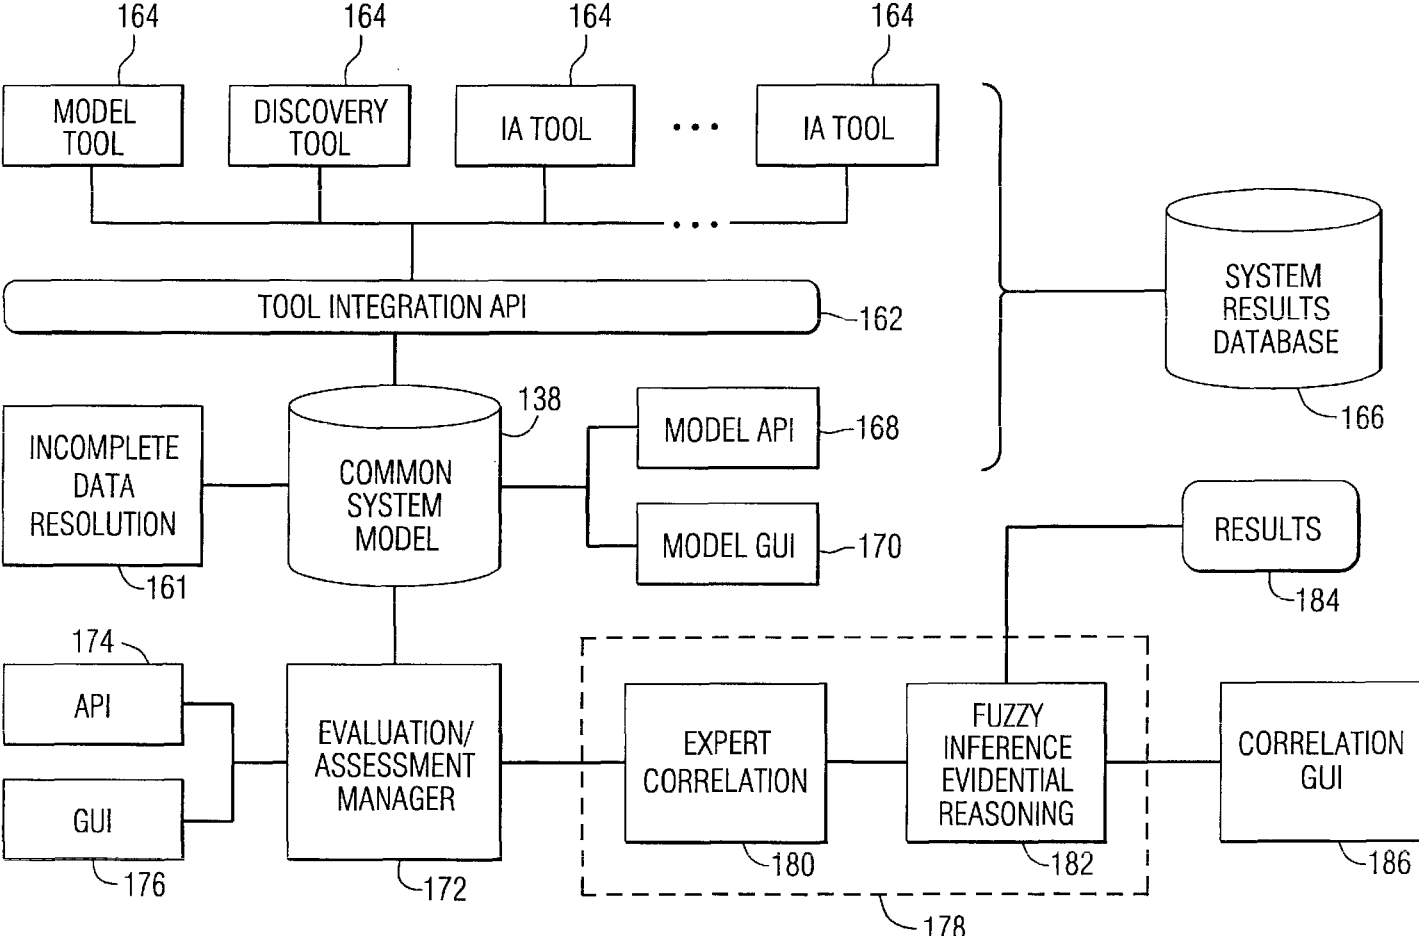 164
164
164
164
MODEL
TOOL
DISCOVERY
TOOL
IA TOOL
IA TOOL
SYSTEM
RESULTS
DATABASE
166
TOOL INTEGRATION API
162
INCOMPLETE
DATA
RESOLUTION
161
138
COMMON
SYSTEM
MODEL
MODEL API
168
MODEL GUI
170
RESULTS
184
174
API
GUI
176
EVALUATION/
ASSESSMENT
MANAGER
172
EXPERT
CORRELATION
180
FUZZY
INFERENCE
EVIDENTIAL
REASONING
182
178
CORRELATION
GUI
186